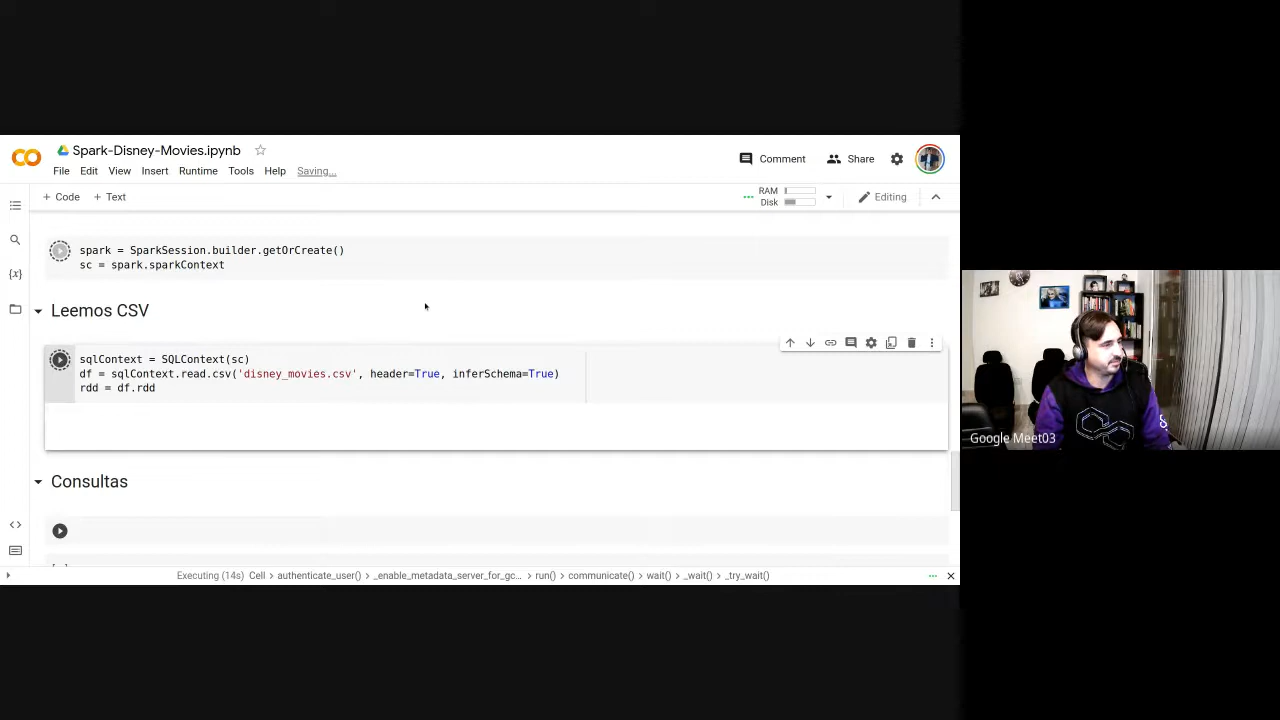 Spark-Disney-Movies.ipynb
File Edit View Insert Runtime Tools Help Saving...
Comment Share
+ Code + Text
RAM
Disk
Editing
spark = SparkSession.builder.getOrCreate()
sc = spark.sparkContext
Leemos CSV
sqlContext = SQLContext(sc)
df = sqlContext.read.csv('disney_movies.csv', header=True, inferSchema=True)
rdd = df.rdd
Consultas
Executing (14s) Cell > authenticate_user() > _enable_metadata_server_for_gc... > run() > communicate() > wait() > _wait() > _try_wait()
Google Meet03